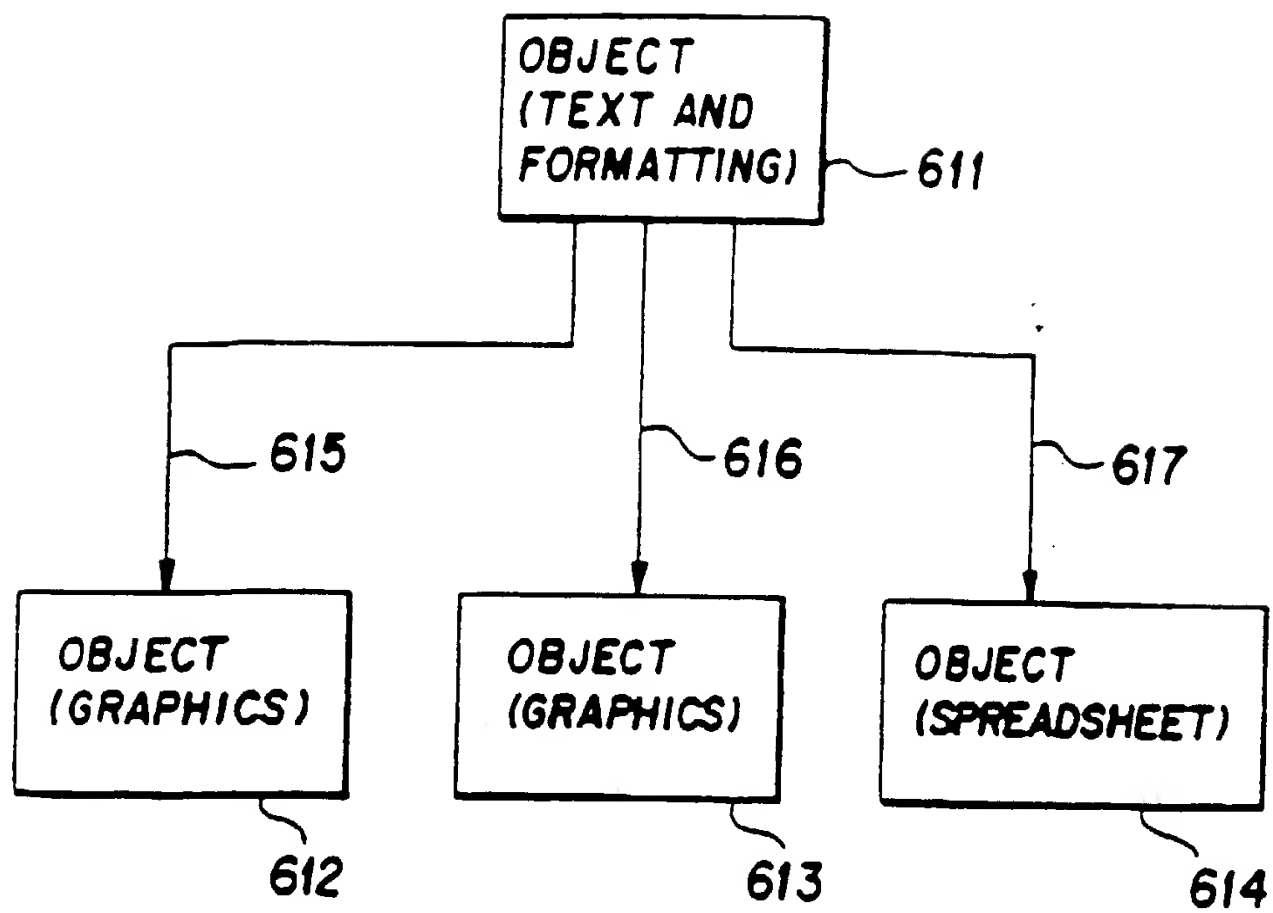 OBJECT
(TEXT AND
FORMATTING)
611
615
616
617
OBJECT
(GRAPHICS)
612
OBJECT
(GRAPHICS)
613
OBJECT
(SPREADSHEET)
614